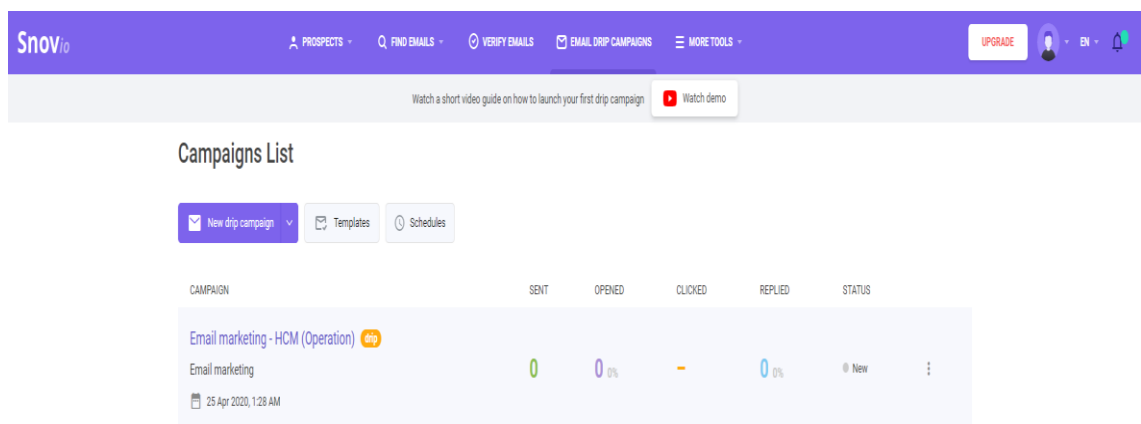 Snovio
PROSPECTS
FIND EMAILS
VERIFY EMAILS
EMAIL DRIP CAMPAIGNS
MORE TOOLS
UPGRADE
EN
Watch a short video guide on how to launch your first drip campaign
Watch demo
Campaigns List
New drip campaign
Templates
Schedules
CAMPAIGN SENT OPENED CLICKED REPLIED STATUS
Email marketing - HCM (Operation) drip
Email marketing 0 0 0% – 0 0% New
25 Apr 2020, 1:28 AM